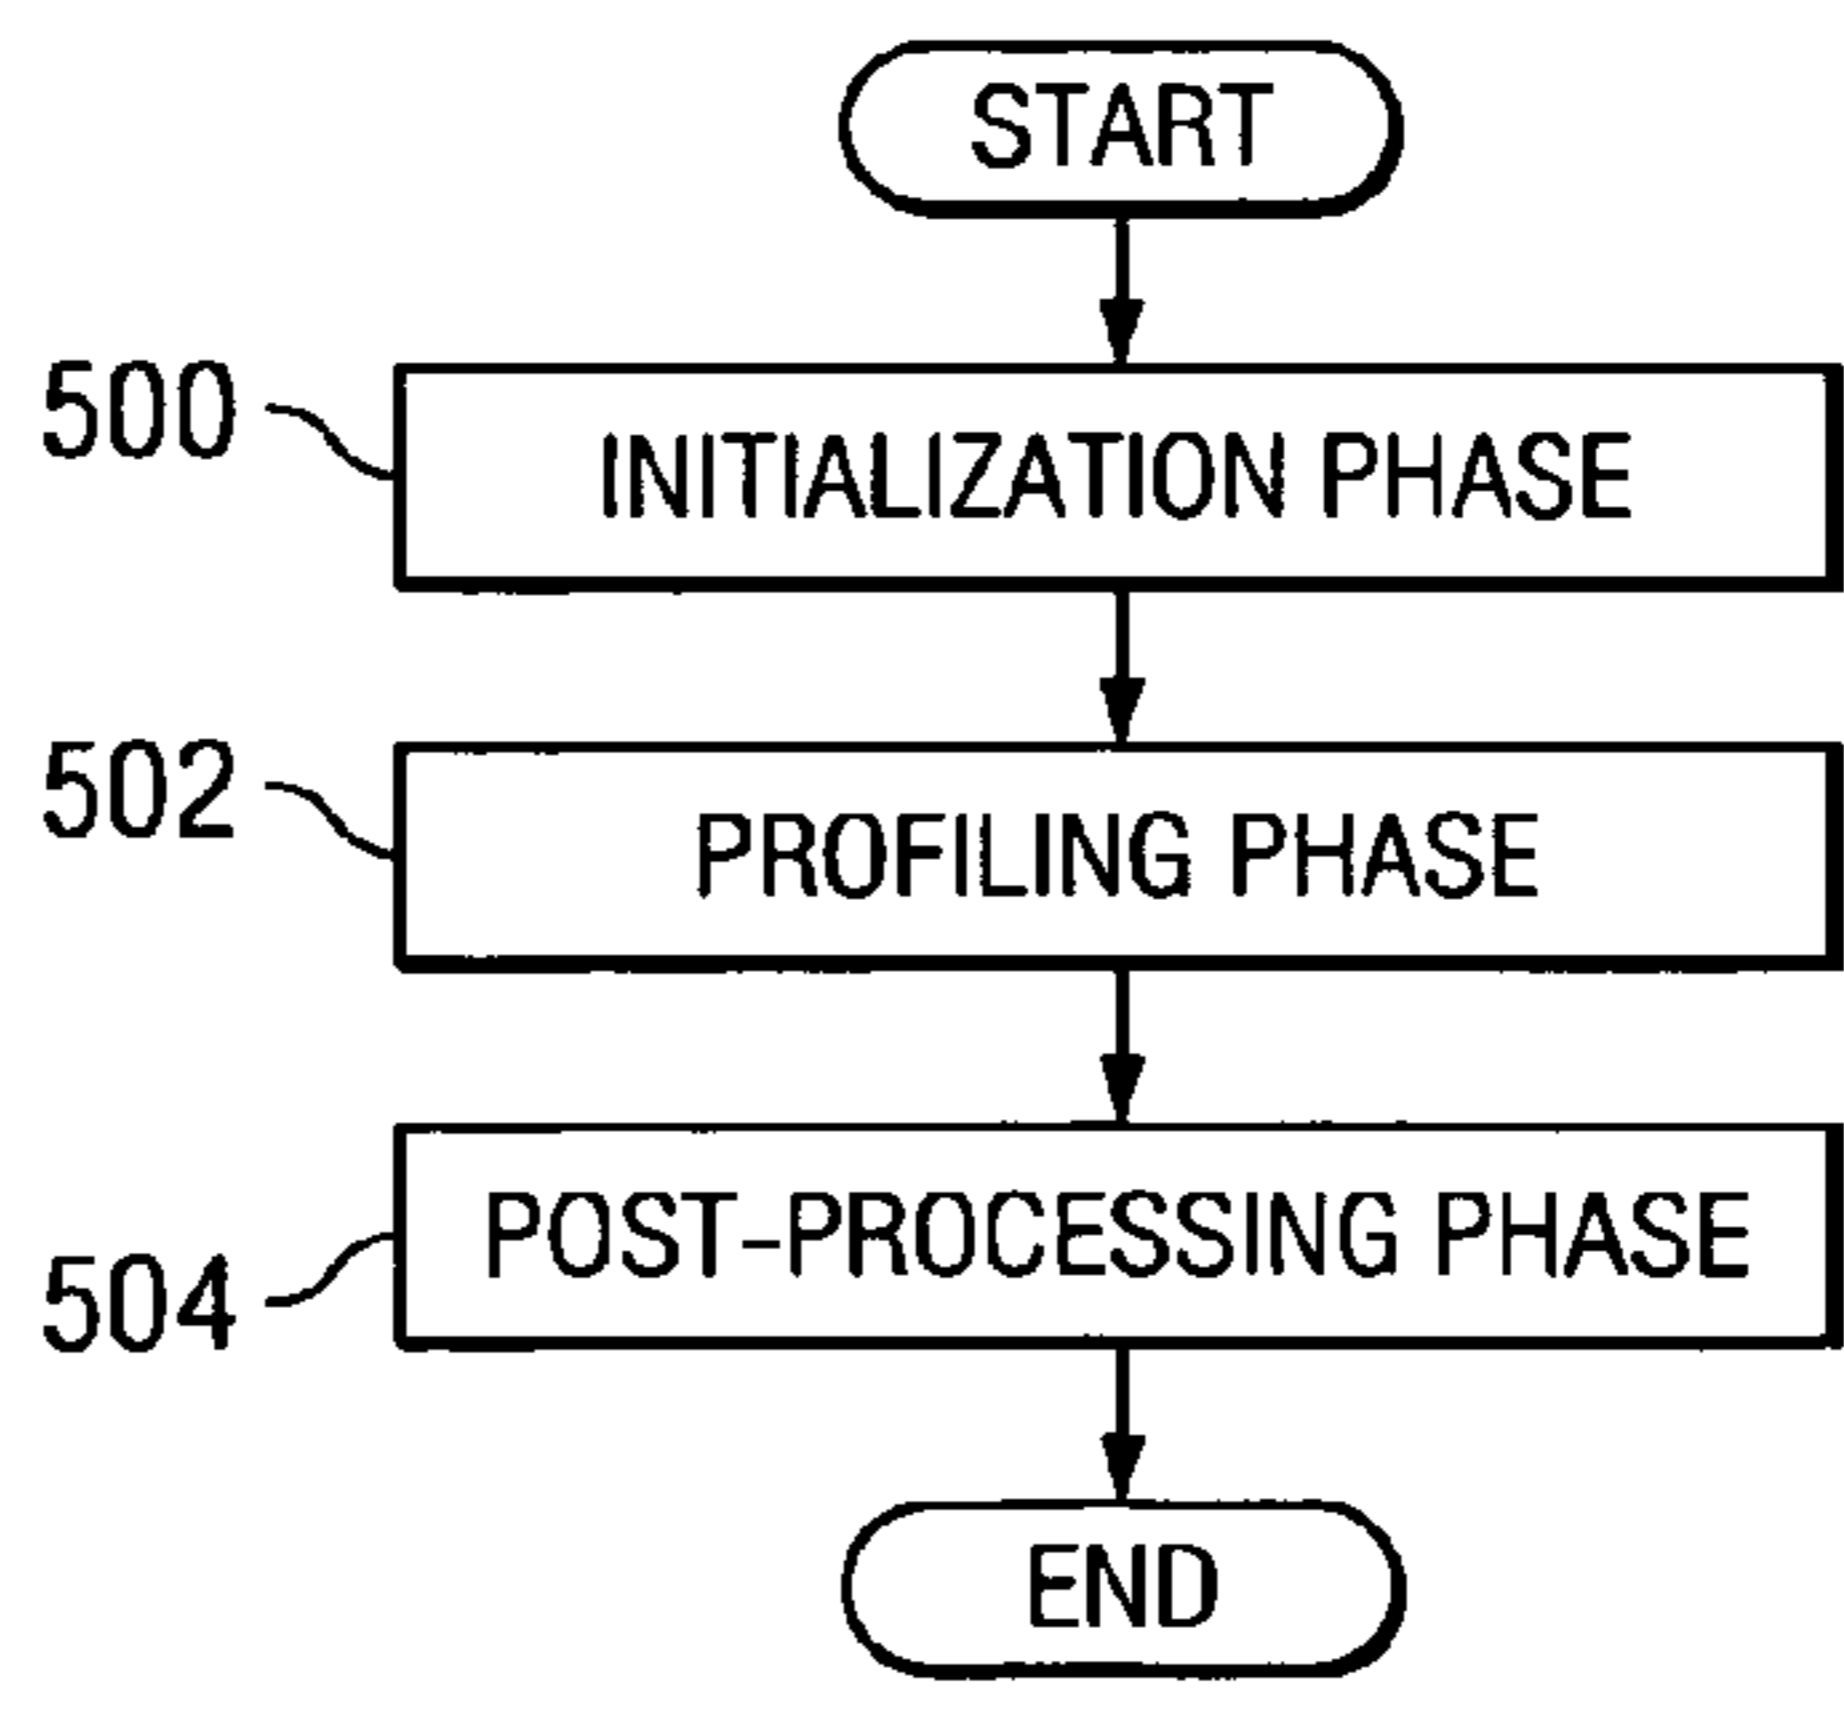 START
500
INITIALIZATION PHASE
502
PROFILING PHASE
POST-PROCESSING PHASE
504
END